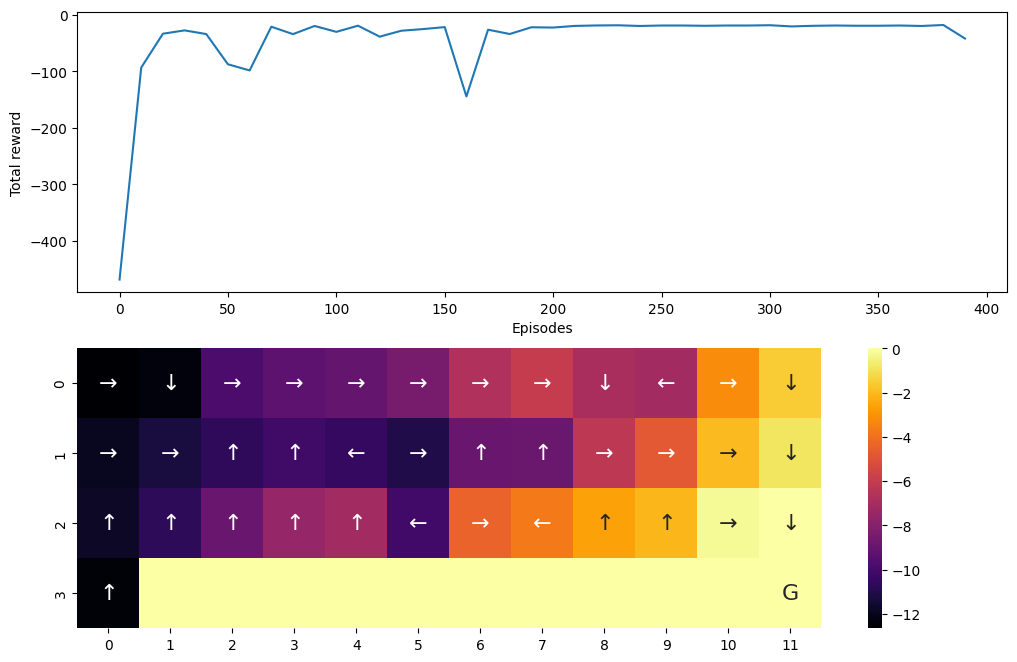 0
−100
−200
−300
−400
Total reward
0 50 100 150 200 250 300 350 400
Episodes
0 → ↓ → → → → → → ↓ ← → ↓
1 → → ↑ ↑ ← → ↑ ↑ → → → ↓
2 ↑ ↑ ↑ ↑ ↑ ← → ← ↑ ↑ → ↓
3 ↑ G
0 1 2 3 4 5 6 7 8 9 10 11
0
−2
−4
−6
−8
−10
−12